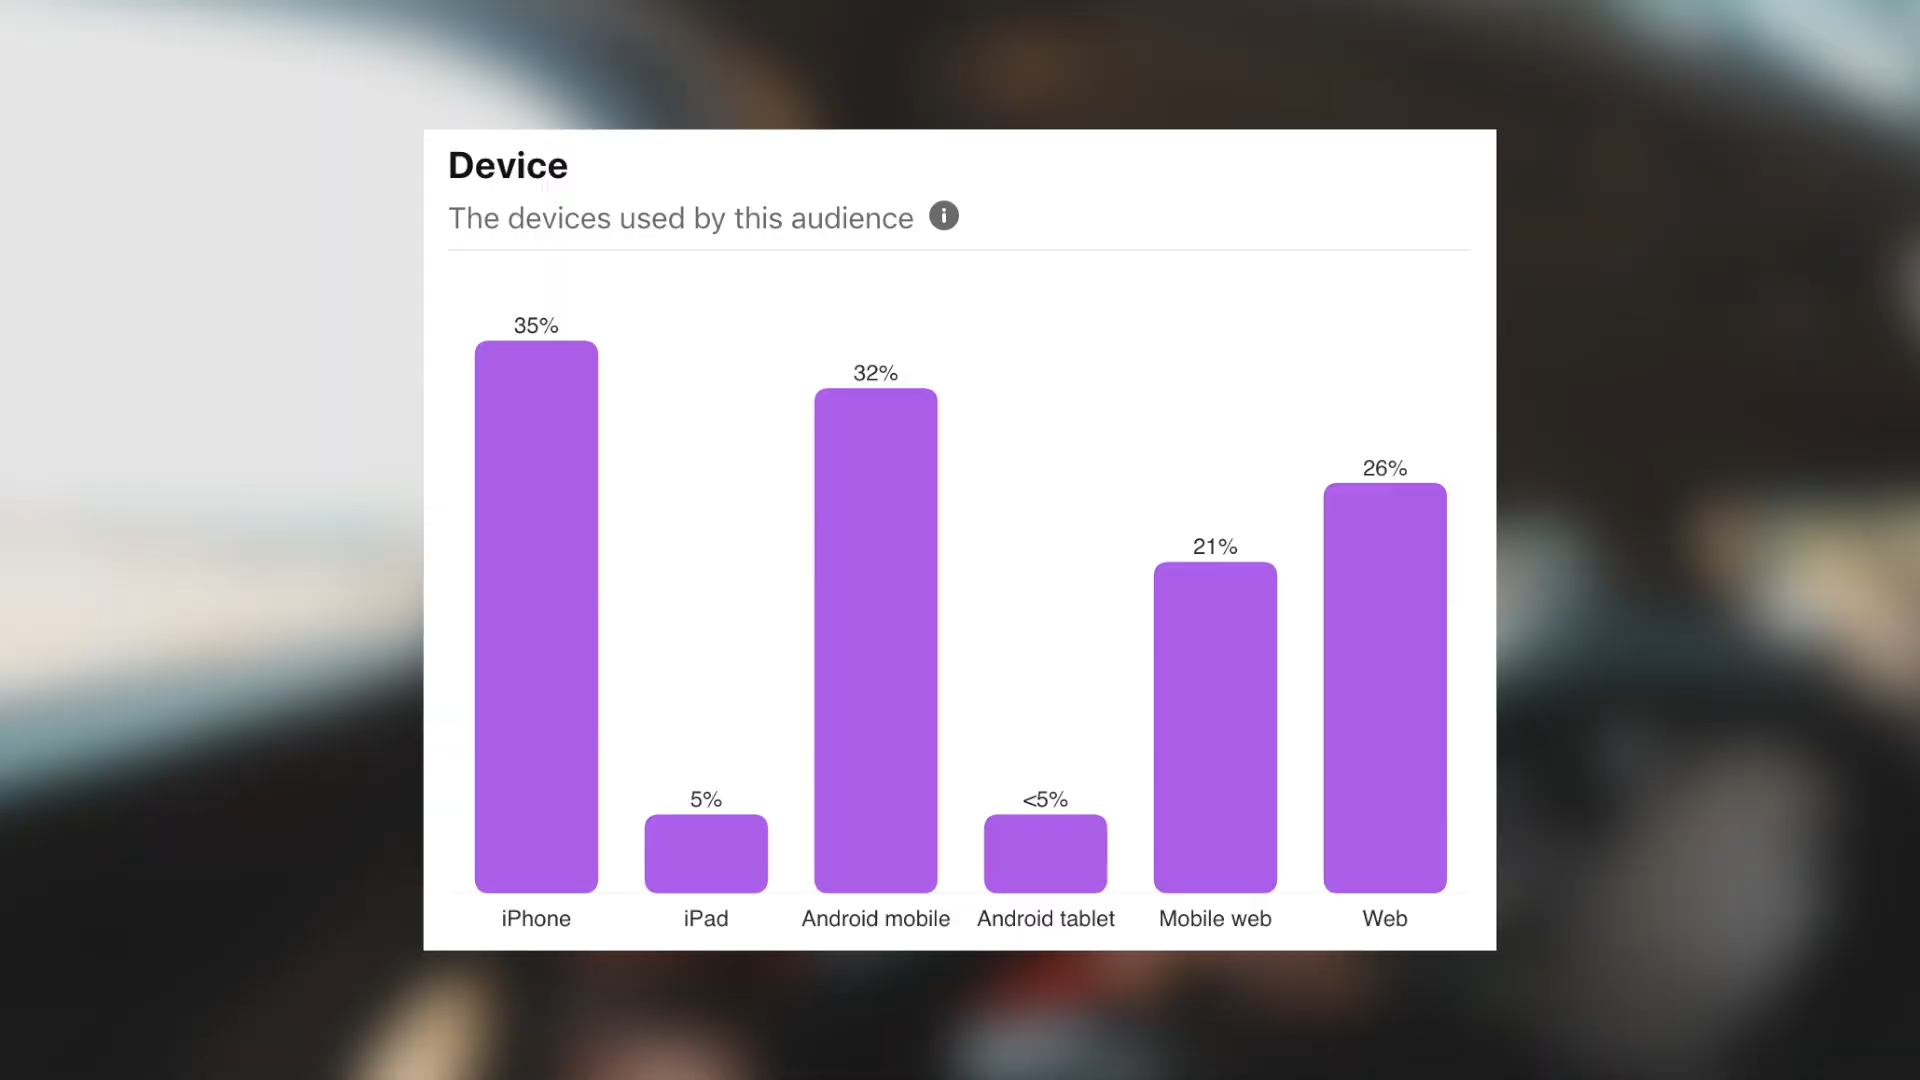 Device
The devices used by this audience
35%
32%
26%
21%
5%
<5%
iPhone
iPad
Android mobile
Android tablet
Mobile web
Web